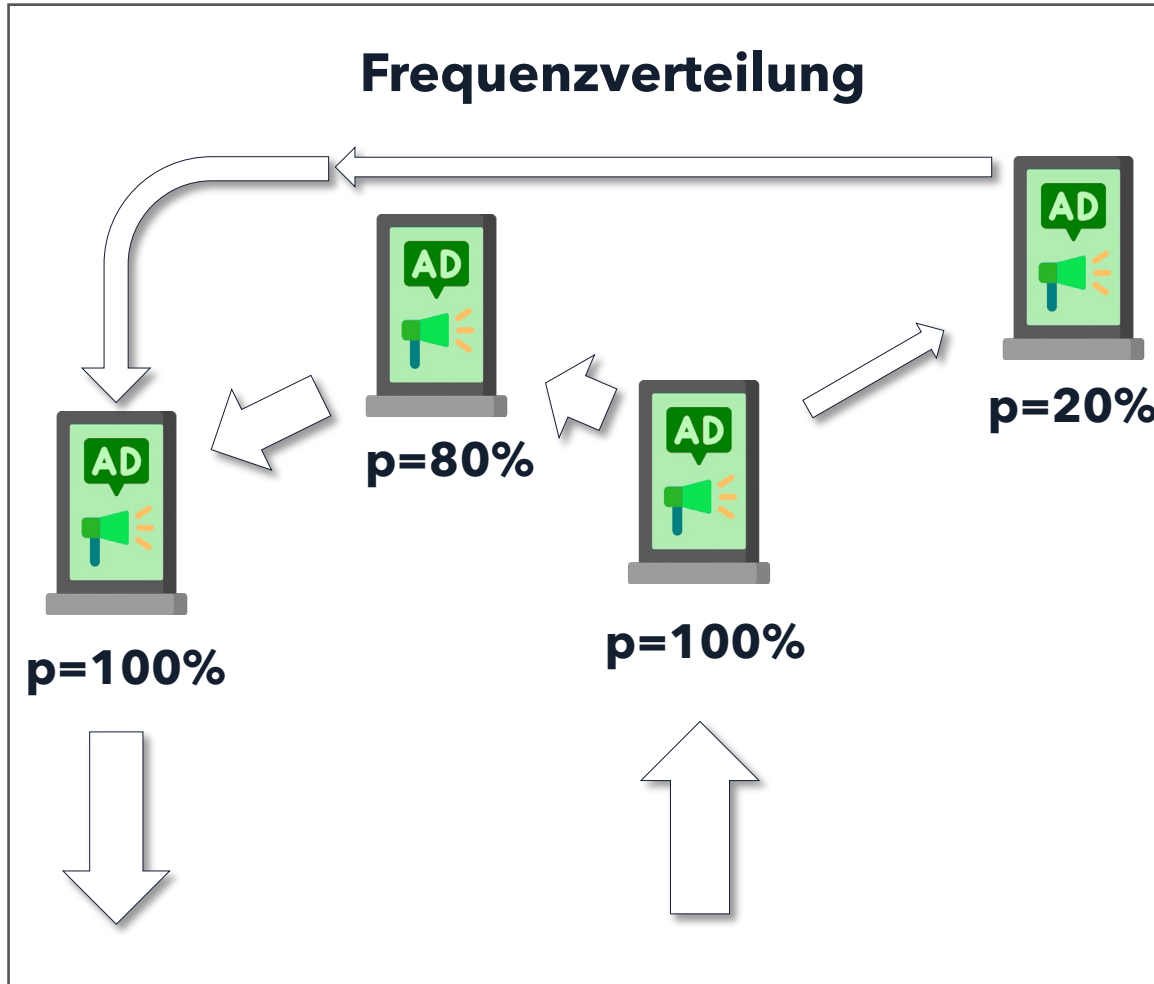 Frequenzverteilung
AD
AD
AD
AD
p=20%
p=80%
p=100%
p=100%